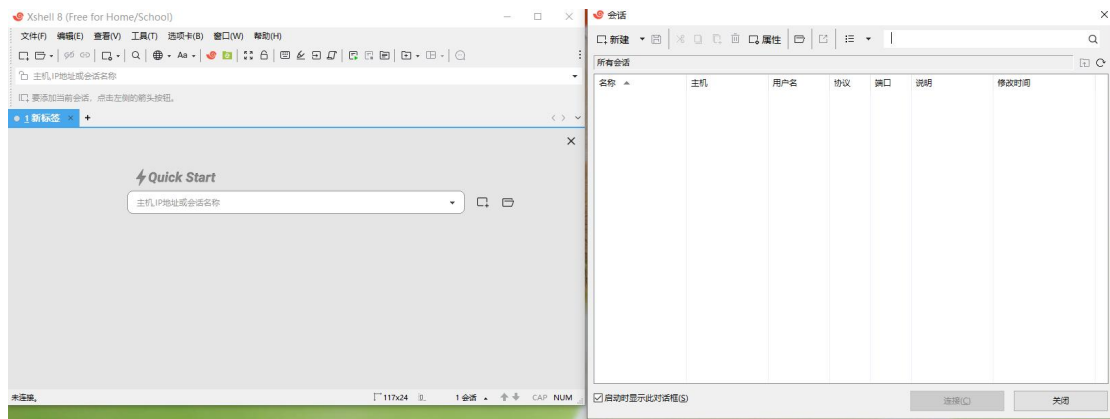 Xshell 8 (Free for Home/School)
文件(F) 编辑(E) 查看(V) 工具(T) 选项卡(B) 窗口(W) 帮助(H)
主机,IP地址或会话名称
要添加当前会话, 点击左侧的箭头按钮。
1 新标签 × +
Quick Start
主机,IP地址或会话名称
未连接。 117x24 1 会话 CAP NUM
会话
新建 属性
所有会话
名称 主机 用户名 协议 端口 说明 修改时间
启动时显示此对话框(S) 连接(C) 关闭